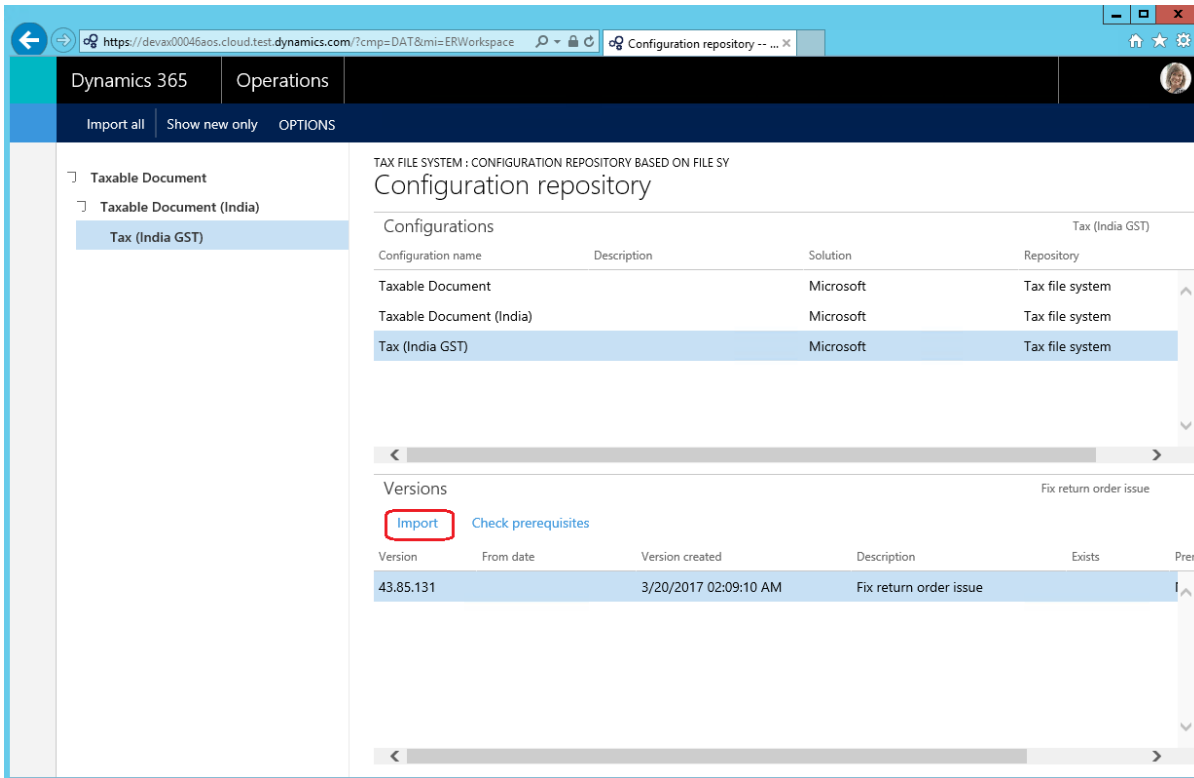 https://devax00046aos.cloud.test.dynamics.com/?cmp=DAT&mi=ERWorkspace
Configuration repository -- ...
Dynamics 365
Operations
Import all
Show new only
OPTIONS
Taxable Document
Taxable Document (India)
Tax (India GST)
TAX FILE SYSTEM : CONFIGURATION REPOSITORY BASED ON FILE SY
Configuration repository
Configurations
Tax (India GST)
Configuration name Description Solution Repository
Taxable Document Microsoft Tax file system
Taxable Document (India) Microsoft Tax file system
Tax (India GST) Microsoft Tax file system
Versions
Fix return order issue
Import Check prerequisites
Version From date Version created Description Exists
43.85.131 3/20/2017 02:09:10 AM Fix return order issue